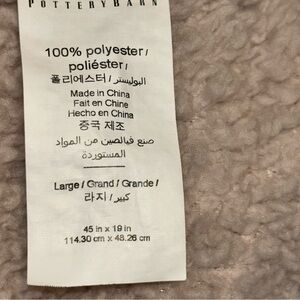 POTTERYBARN
100% polyester /
poliéster /
폴리에스터 / البوليستر /
Made in China
Fait en Chine
Hecho en China
중국 제조
صنع فيالصين من المواد
المستوردة
Large / Grand / Grande /
라지 / كبير
45 in x 19 in
114.30 cm x 48.26 cm